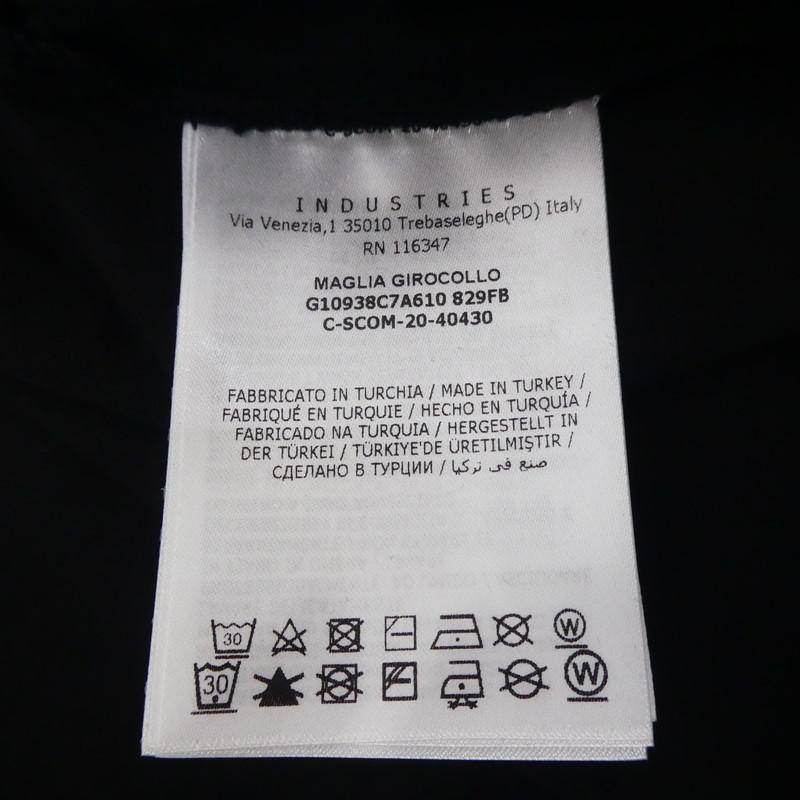 INDUSTRIES
Via Venezia,1 35010 Trebaseleghe(PD) Italy
RN 116347
MAGLIA GIROCOLLO
G10938C7A610 829FB
C-SCOM-20-40430
FABBRICATO IN TURCHIA / MADE IN TURKEY /
FABRIQUÉ EN TURQUIE / HECHO EN TURQUÍA /
FABRICADO NA TURQUIA / HERGESTELLT IN
DER TÜRKEI / TÜRKIYE'DE ÜRETILMIŞTIR /
СДЕЛАНО В ТУРЦИИ / صنع في تركيا
30 W
30 W